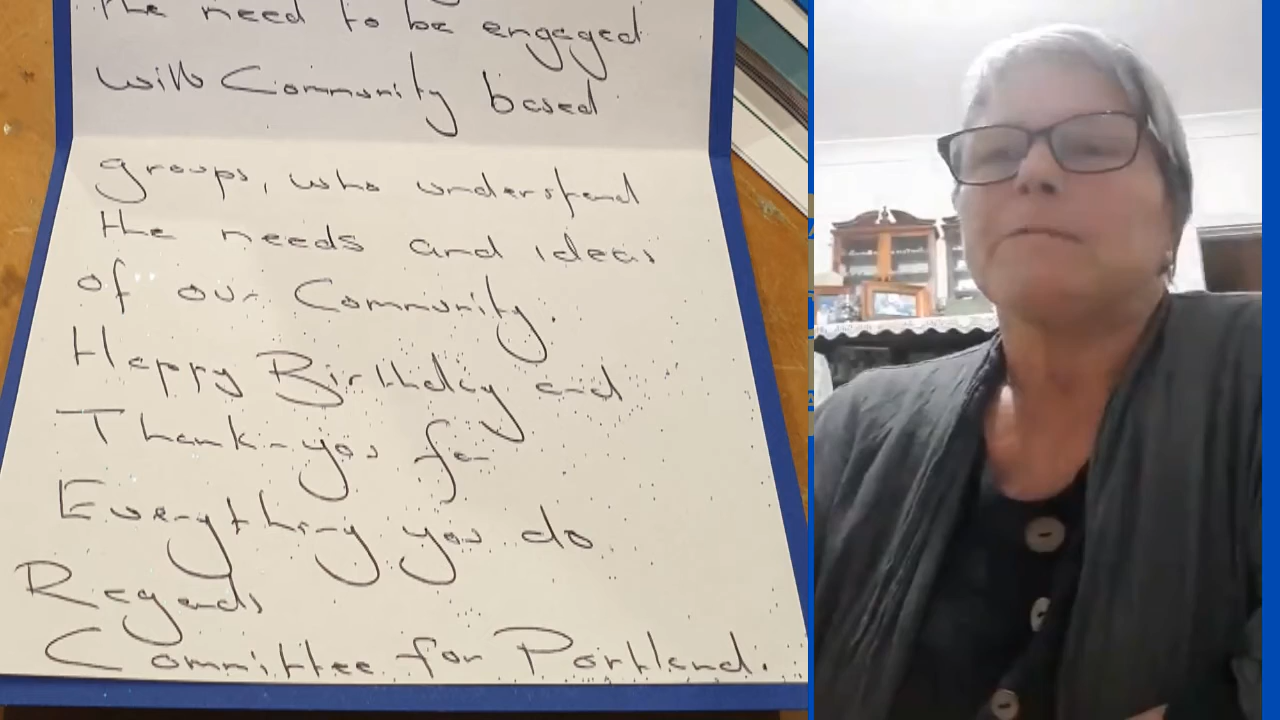 the need to be engaged
with Community based
groups, who understand
the needs and ideas
of our Community.
Happy Birthday and
Thank-you for
Everything you do
Regards
Committee for Portland.